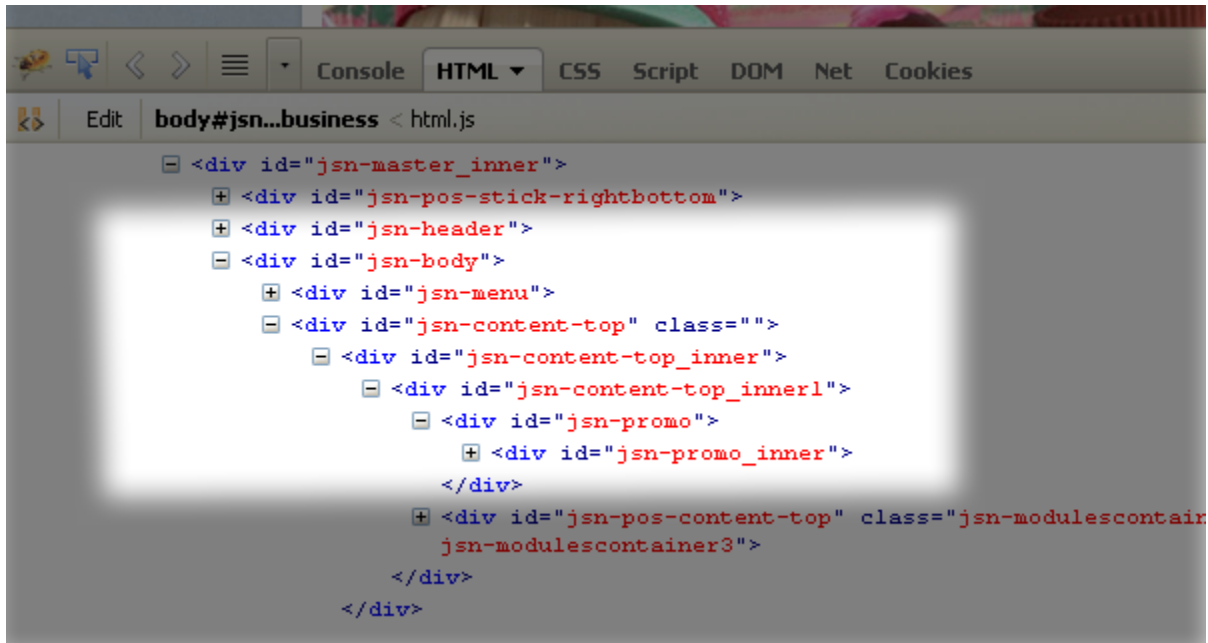 Console HTML CSS Script DOM Net Cookies
Edit body#jsn...business < html.js
<div id="jsn-master_inner">
<div id="jsn-pos-stick-rightbottom">
<div id="jsn-header">
<div id="jsn-body">
<div id="jsn-menu">
<div id="jsn-content-top" class="">
<div id="jsn-content-top_inner">
<div id="jsn-content-top_inner1">
<div id="jsn-promo">
<div id="jsn-promo_inner">
</div>
<div id="jsn-pos-content-top" class="jsn-modulescontain
jsn-modulescontainer3">
</div>
</div>